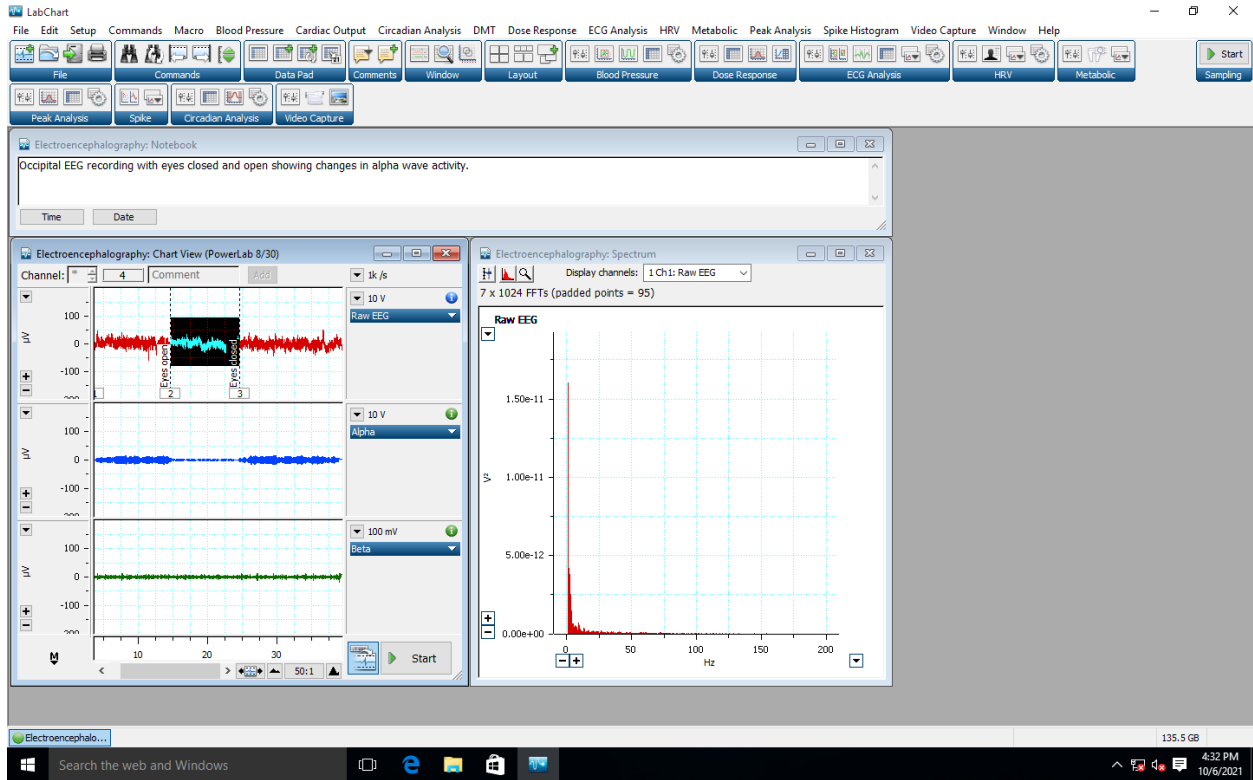 LabChart
File Edit Setup Commands Macro Blood Pressure Cardiac Output Circadian Analysis DMT Dose Response ECG Analysis HRV Metabolic Peak Analysis Spike Histogram Video Capture Window Help
File Commands Data Pad Comments Window Layout Blood Pressure Dose Response ECG Analysis HRV Metabolic
Start
Sampling
Peak Analysis Spike Circadian Analysis Video Capture
Electroencephalography: Notebook
Occipital EEG recording with eyes closed and open showing changes in alpha wave activity.
Time Date
Electroencephalography: Chart View (PowerLab 8/30)
Channel: * 4 Comment Add 1k /s
10 V
Raw EEG
100
0
-100
µV
Eyes open
Eyes closed
2 3
10 V
Alpha
100
0
-100
µV
100 mV
Beta
100
0
-100
µV
M
10 20 30
50:1
Start
Electroencephalography: Spectrum
Display channels: 1 Ch1: Raw EEG
7 x 1024 FFTs (padded points = 95)
Raw EEG
1.50e-11
1.00e-11
V²
5.00e-12
0.00e+00
0 50 100 150 200
Hz
Electroencephalo...
135.5 GB
Search the web and Windows
4:32 PM
10/6/2021